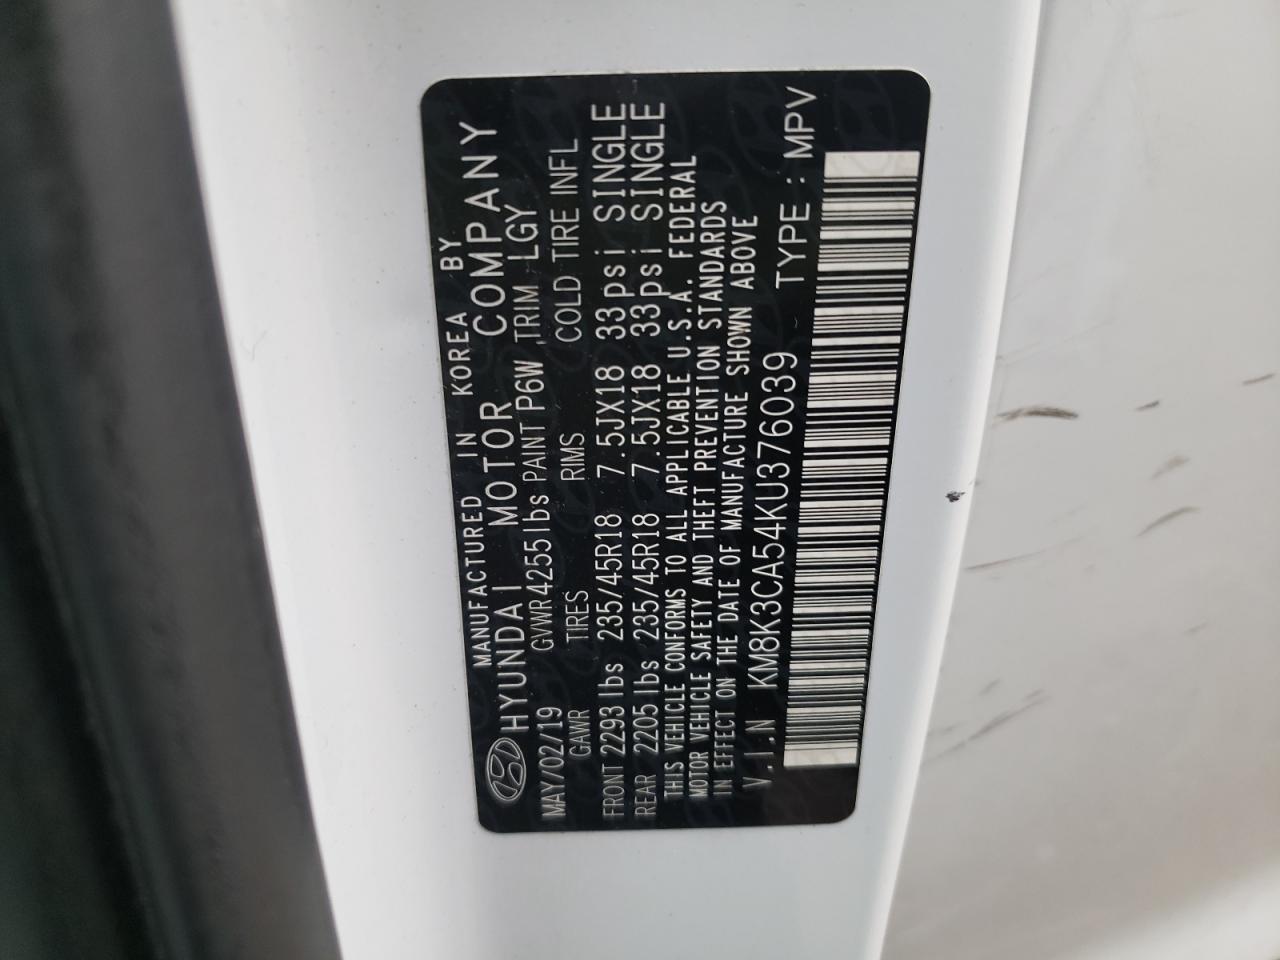 MANUFACTURED IN KOREA BY
HYUNDAI MOTOR COMPANY
MAY/02/19 GVWR 4255lbs PAINT P6W ,TRIM LGY
GAWR TIRES RIMS COLD TIRE INFL
FRONT 2293lbs 235/45R18 7.5JX18 33psi SINGLE
REAR 2205lbs 235/45R18 7.5JX18 33psi SINGLE
THIS VEHICLE CONFORMS TO ALL APPLICABLE U.S.A. FEDERAL
MOTOR VEHICLE SAFETY AND THEFT PREVENTION STANDARDS
IN EFFECT ON THE DATE OF MANUFACTURE SHOWN ABOVE
V.I.N KM8K3CA54KU376039 TYPE : MPV